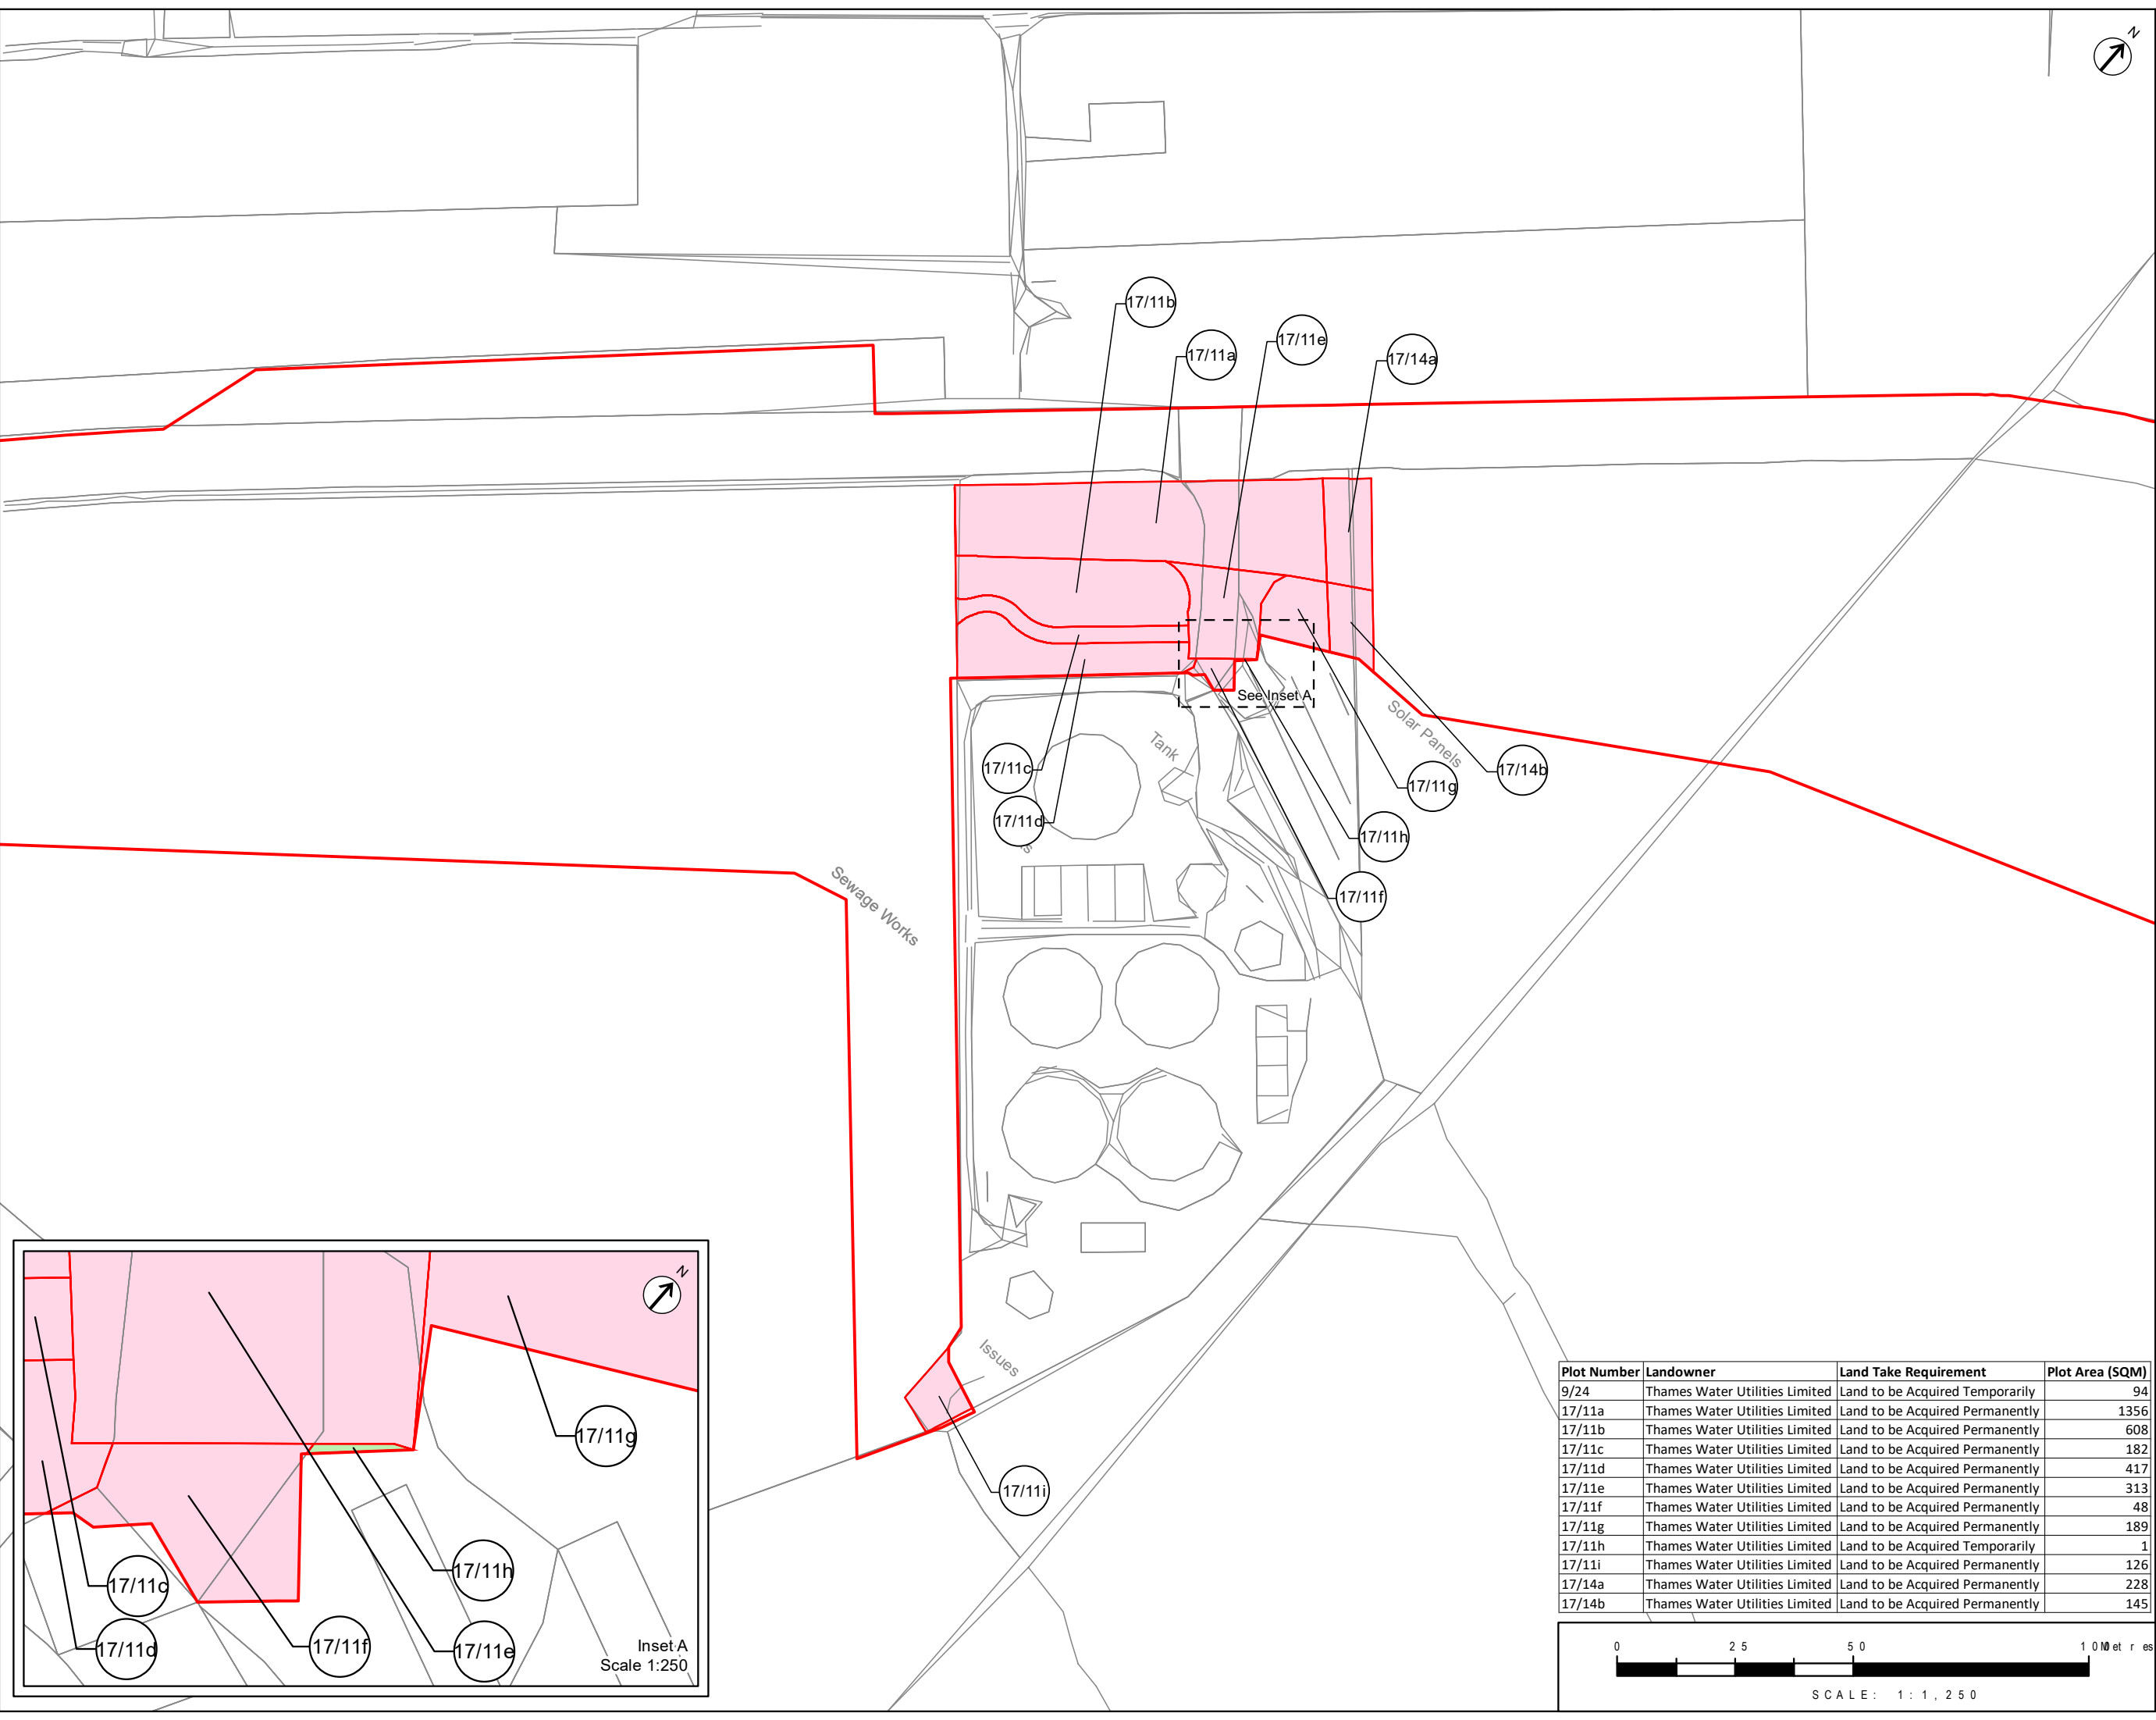 N
17/11b
17/11a
17/11e
17/14a
See Inset A
Solar Panels
Tank
17/11c
17/11g
17/14b
17/11d
17/11h
Sewage Works
17/11f
Issues
17/11i
N
17/11g
17/11h
17/11c
17/11d
17/11f
17/11e
Inset A
Scale 1:250
Plot Number Landowner Land Take Requirement Plot Area (SQM)
9/24 Thames Water Utilities Limited Land to be Acquired Temporarily 94
17/11a Thames Water Utilities Limited Land to be Acquired Permanently 1356
17/11b Thames Water Utilities Limited Land to be Acquired Permanently 608
17/11c Thames Water Utilities Limited Land to be Acquired Permanently 182
17/11d Thames Water Utilities Limited Land to be Acquired Permanently 417
17/11e Thames Water Utilities Limited Land to be Acquired Permanently 313
17/11f Thames Water Utilities Limited Land to be Acquired Permanently 48
17/11g Thames Water Utilities Limited Land to be Acquired Permanently 189
17/11h Thames Water Utilities Limited Land to be Acquired Temporarily 1
17/11i Thames Water Utilities Limited Land to be Acquired Permanently 126
17/14a Thames Water Utilities Limited Land to be Acquired Permanently 228
17/14b Thames Water Utilities Limited Land to be Acquired Permanently 145
0 25 50 100 Metres
SCALE: 1:1,250